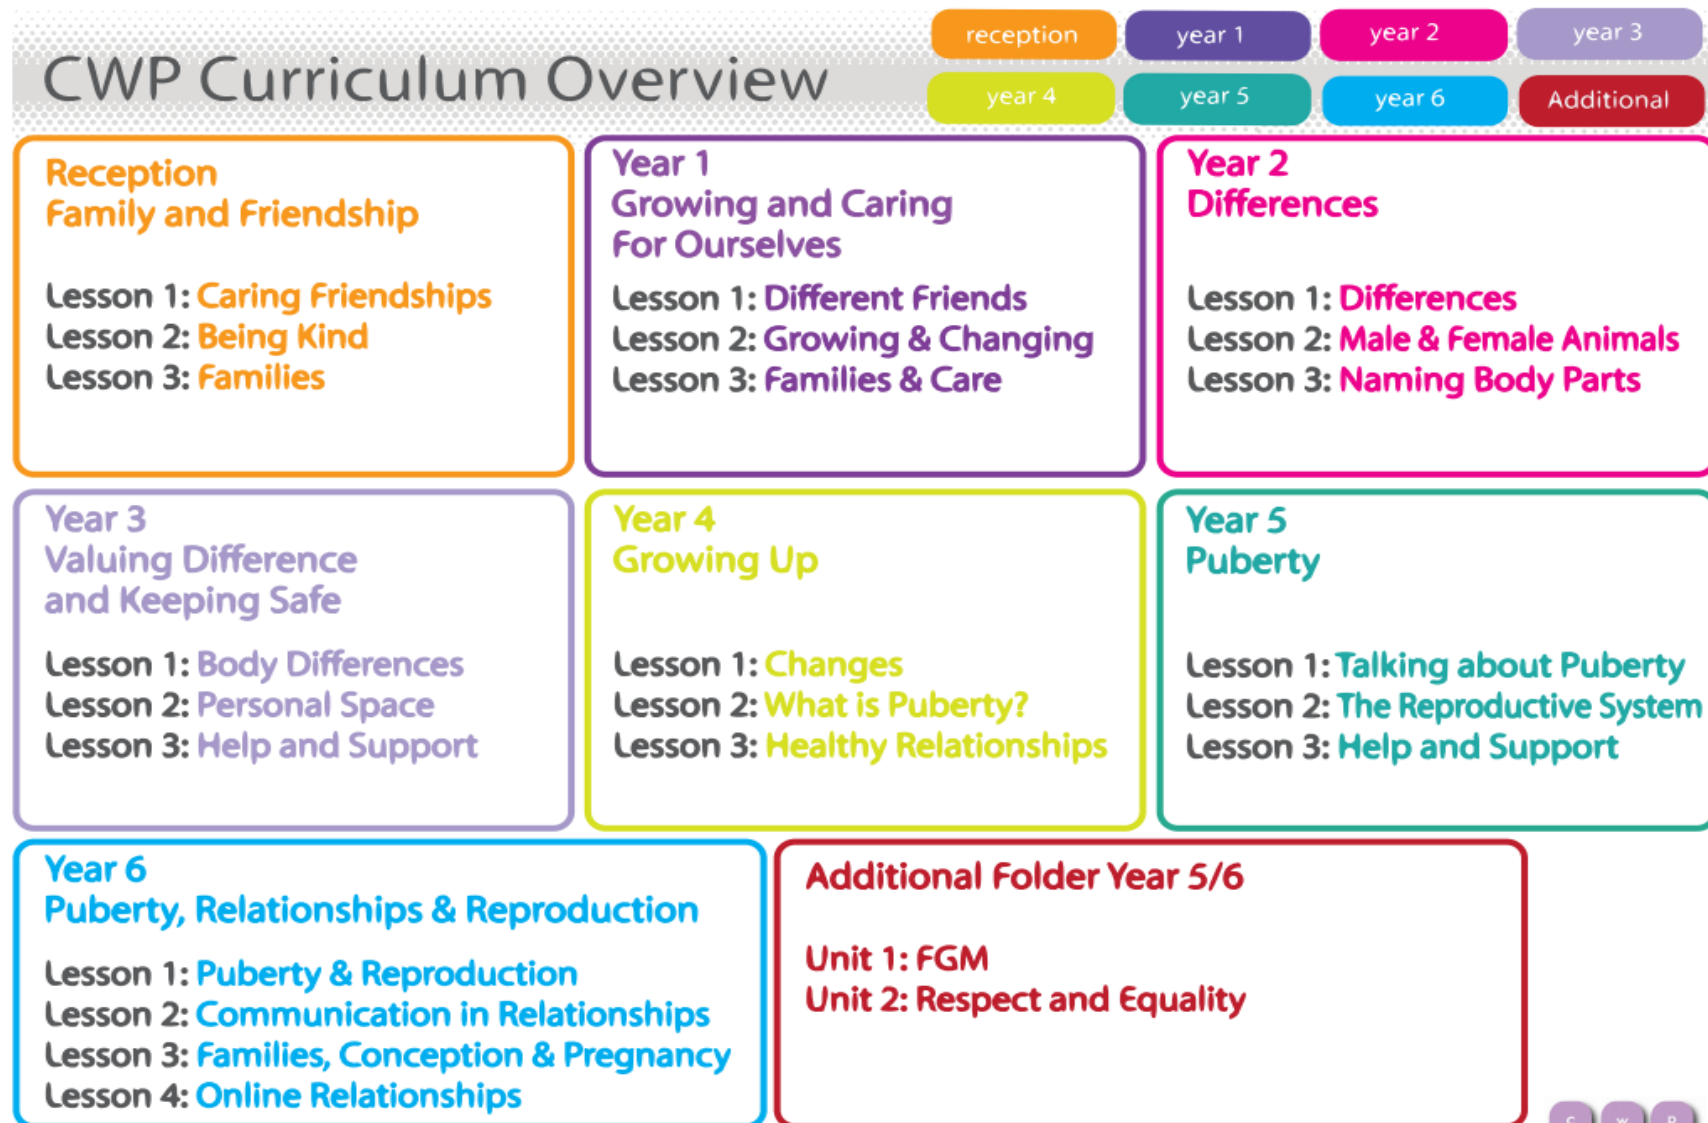 CWP Curriculum Overview
reception
year 1
year 2
year 3
year 4
year 5
year 6
Additional
Reception
Family and Friendship
Lesson 1: Caring Friendships
Lesson 2: Being Kind
Lesson 3: Families
Year 1
Growing and Caring
For Ourselves
Lesson 1: Different Friends
Lesson 2: Growing & Changing
Lesson 3: Families & Care
Year 2
Differences
Lesson 1: Differences
Lesson 2: Male & Female Animals
Lesson 3: Naming Body Parts
Year 3
Valuing Difference
and Keeping Safe
Lesson 1: Body Differences
Lesson 2: Personal Space
Lesson 3: Help and Support
Year 4
Growing Up
Lesson 1: Changes
Lesson 2: What is Puberty?
Lesson 3: Healthy Relationships
Year 5
Puberty
Lesson 1: Talking about Puberty
Lesson 2: The Reproductive System
Lesson 3: Help and Support
Year 6
Puberty, Relationships & Reproduction
Lesson 1: Puberty & Reproduction
Lesson 2: Communication in Relationships
Lesson 3: Families, Conception & Pregnancy
Lesson 4: Online Relationships
Additional Folder Year 5/6
Unit 1: FGM
Unit 2: Respect and Equality
C W P